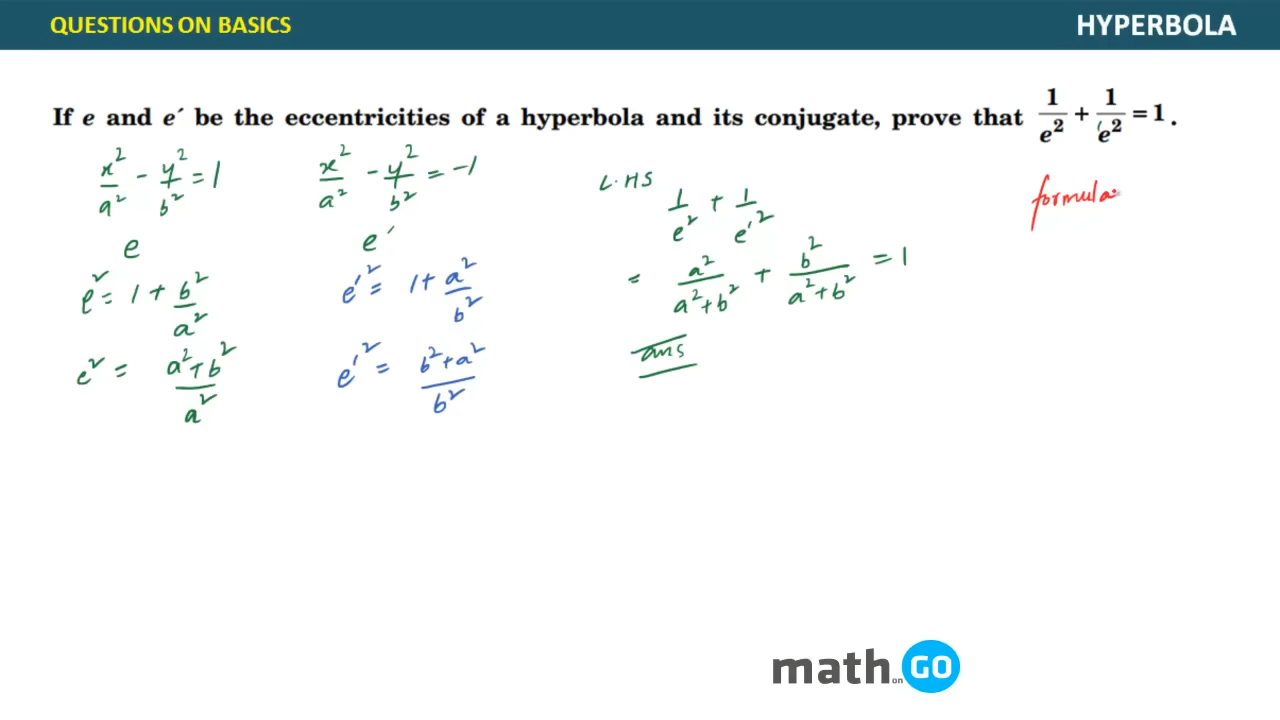 QUESTIONS ON BASICS
HYPERBOLA
If e and e´ be the eccentricities of a hyperbola and its conjugate, prove that 1/e² + 1/e′² = 1.
x²/a² - y²/b² = 1
e
e² = 1 + b²/a²
e² = (a²+b²)/a²
x²/a² - y²/b² = -1
e′
e′² = 1 + a²/b²
e′² = (b²+a²)/b²
L.HS
1/e² + 1/e′²
= a²/(a²+b²) + b²/(a²+b²) = 1
ans
formula:
math on GO